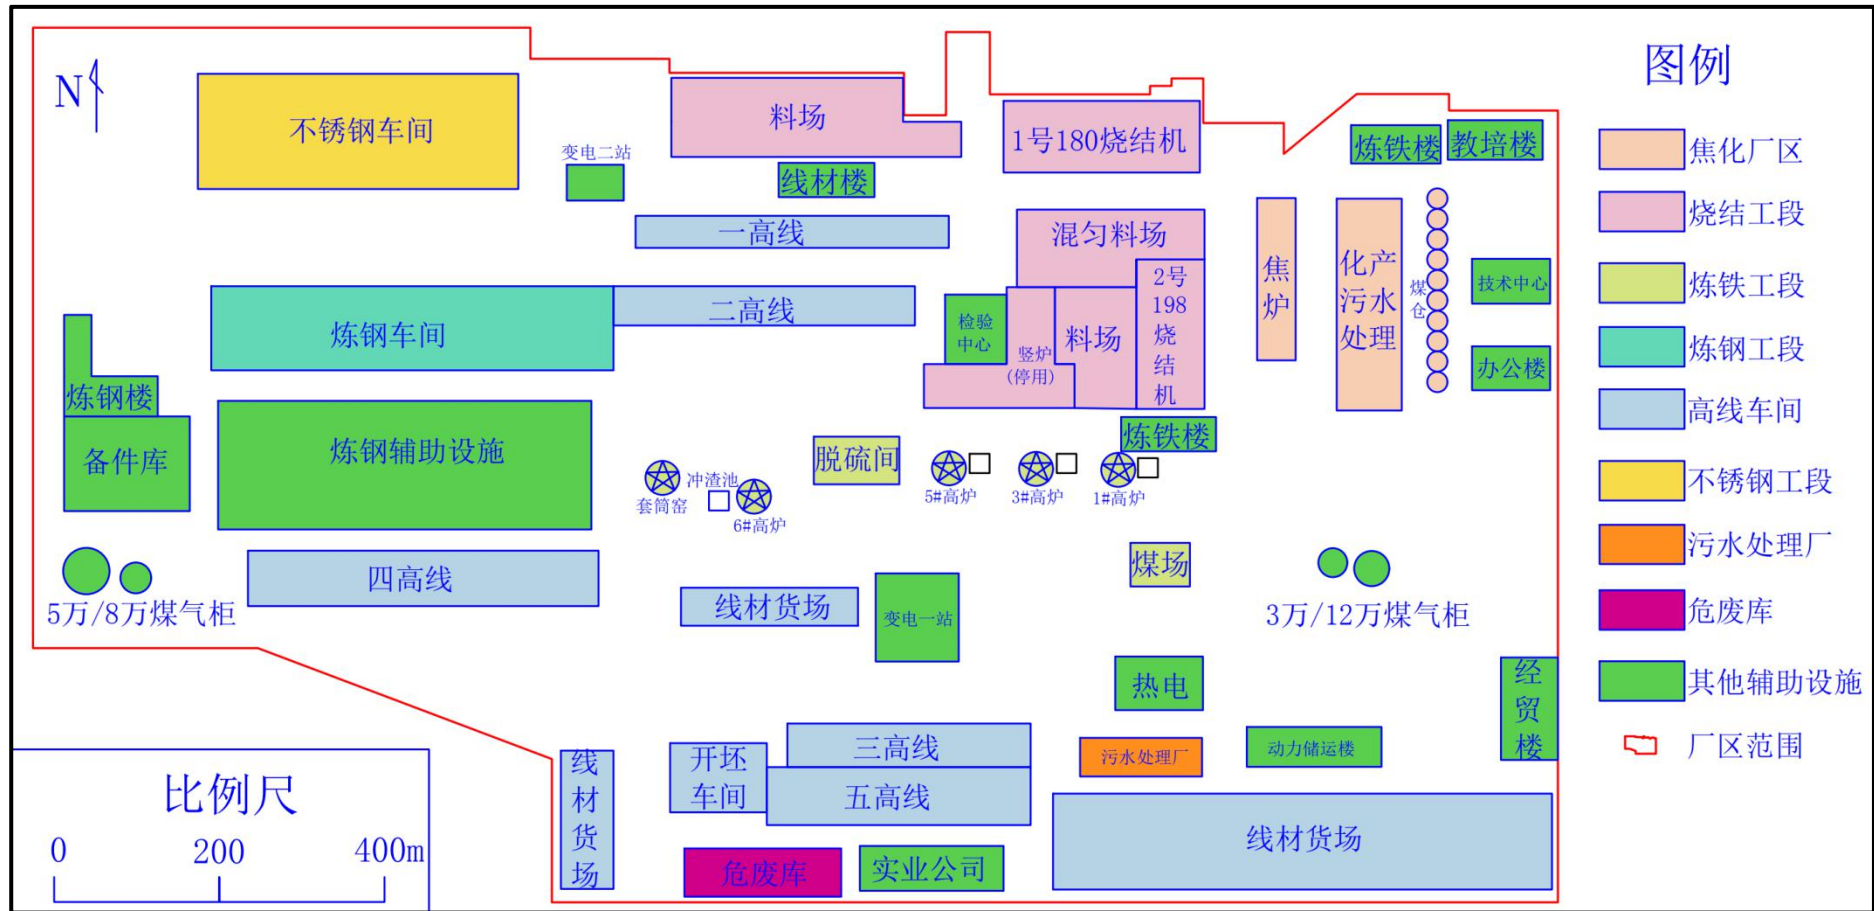 N
不锈钢车间
变电二站
料场
线材楼
1号180烧结机
炼铁楼
教培楼
一高线
混匀料场
2号
198
烧
结
机
焦
炉
化产
污水
处理
煤
仓
技术中心
办公楼
炼钢车间
二高线
检验
中心
竖炉
(停用)
料场
炼钢楼
备件库
炼钢辅助设施
脱硫间
炼铁楼
套筒窑
冲渣池
6#高炉
5#高炉
3#高炉
1#高炉
5万/8万煤气柜
四高线
线材货场
变电一站
煤场
3万/12万煤气柜
热电
经
贸
楼
三高线
开坯
车间
五高线
污水处理厂
动力储运楼
线
材
货
场
线材货场
危废库
实业公司
比例尺
0 200 400m
图例
焦化厂区
烧结工段
炼铁工段
炼钢工段
高线车间
不锈钢工段
污水处理厂
危废库
其他辅助设施
厂区范围